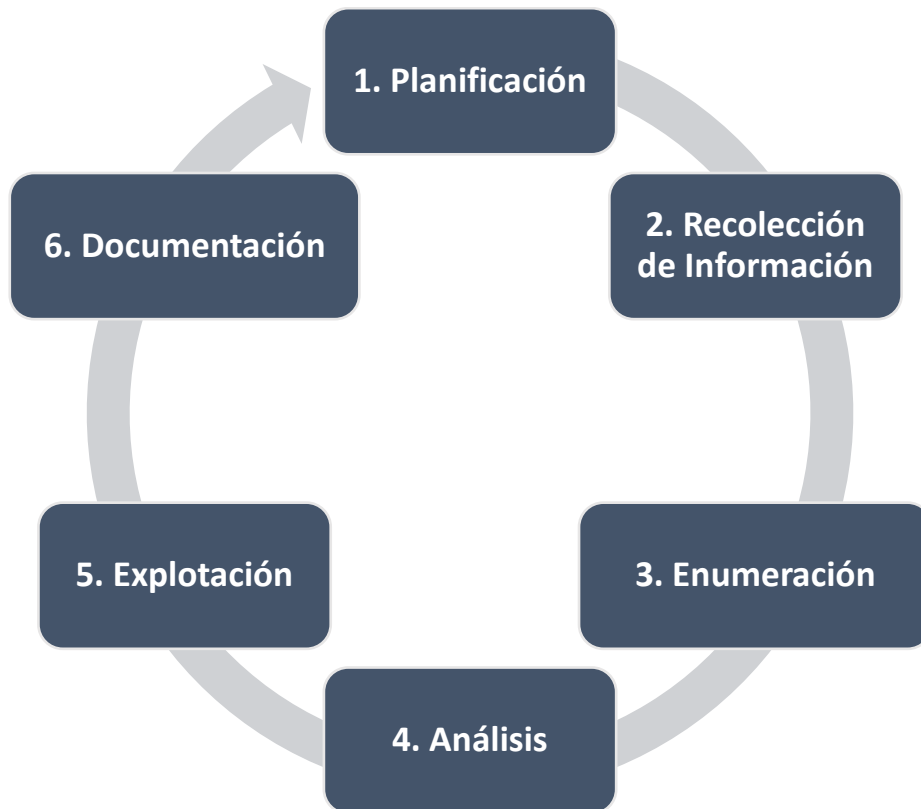 1. Planificación
2. Recolección
de Información
3. Enumeración
4. Análisis
5. Explotación
6. Documentación